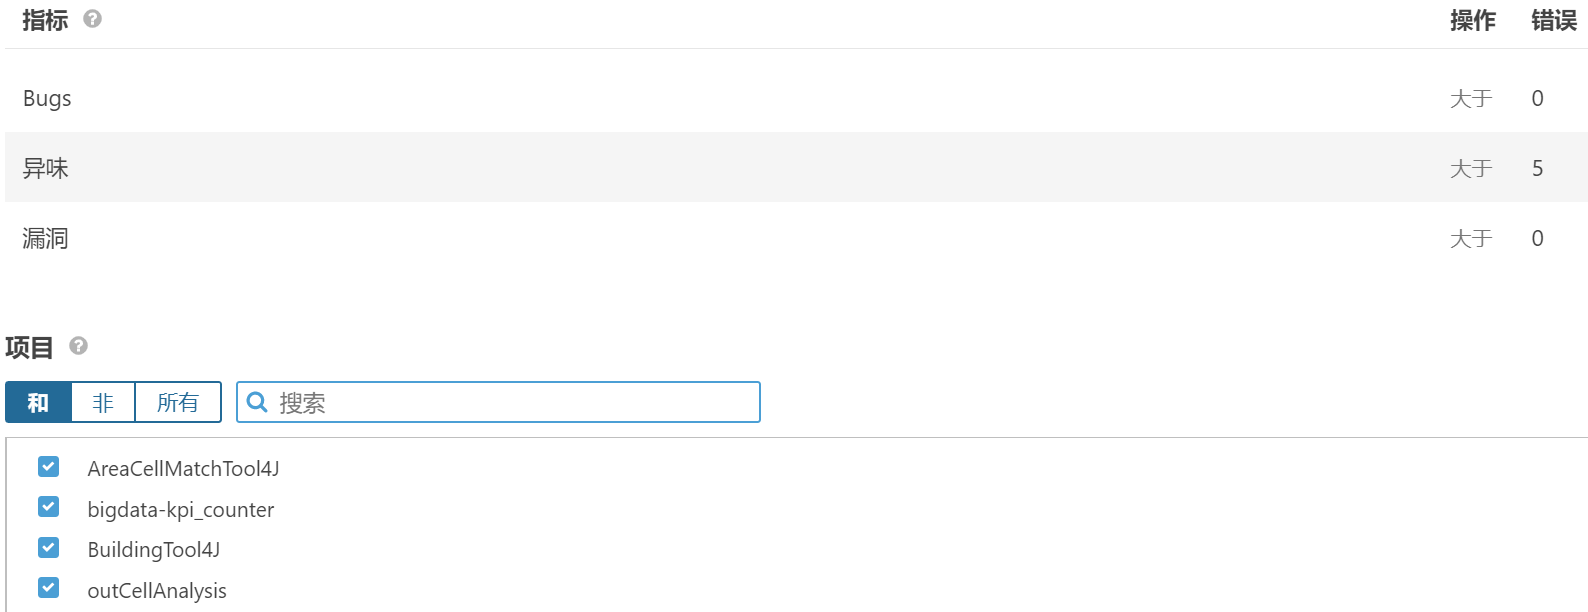 指标 ? 操作 错误
Bugs 大于 0
异味 大于 5
漏洞 大于 0
项目 ?
和 非 所有 搜索
AreaCellMatchTool4J
bigdata-kpi_counter
BuildingTool4J
outCellAnalysis